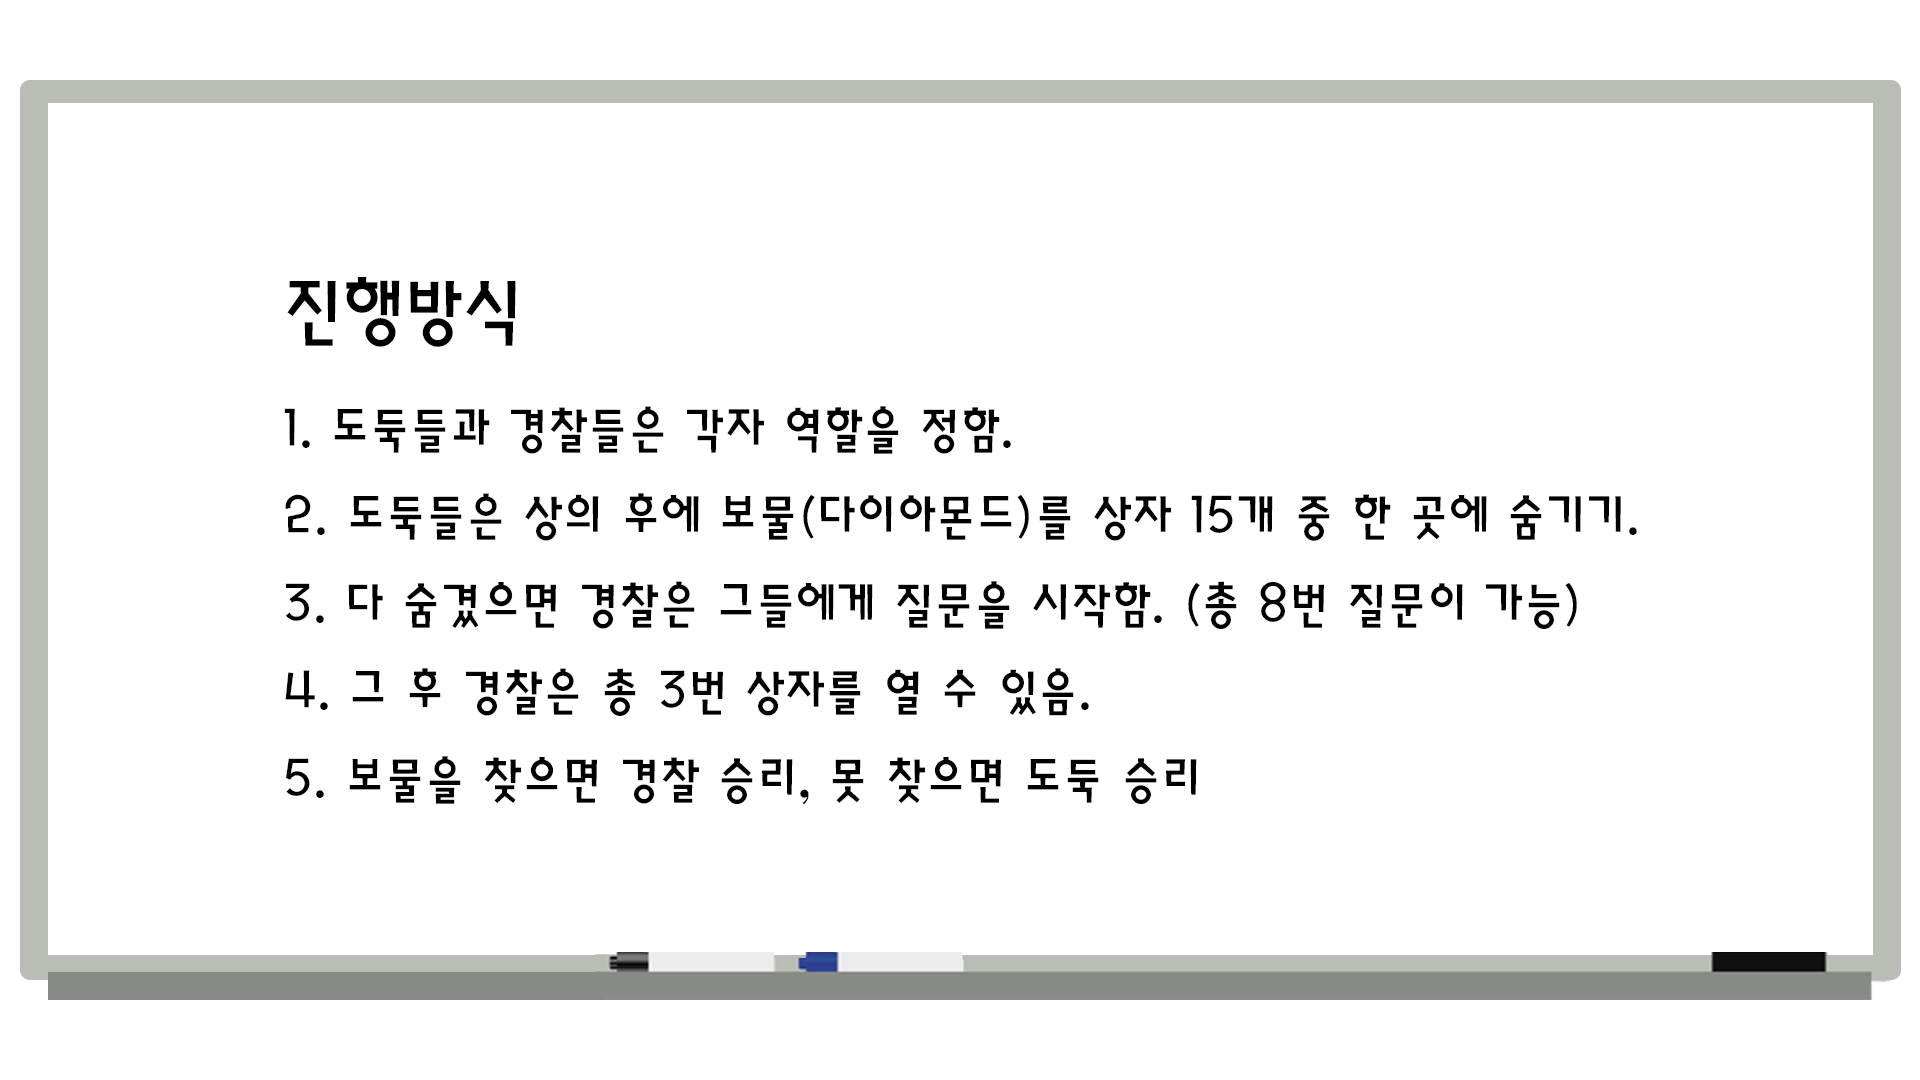 진행방식
1. 도둑들과 경찰들은 각자 역할을 정함.
2. 도둑들은 상의 후에 보물(다이아몬드)를 상자 15개 중 한 곳에 숨기기.
3. 다 숨겼으면 경찰은 그들에게 질문을 시작함. (총 8번 질문이 가능)
4. 그 후 경찰은 총 3번 상자를 열 수 있음.
5. 보물을 찾으면 경찰 승리, 못 찾으면 도둑 승리